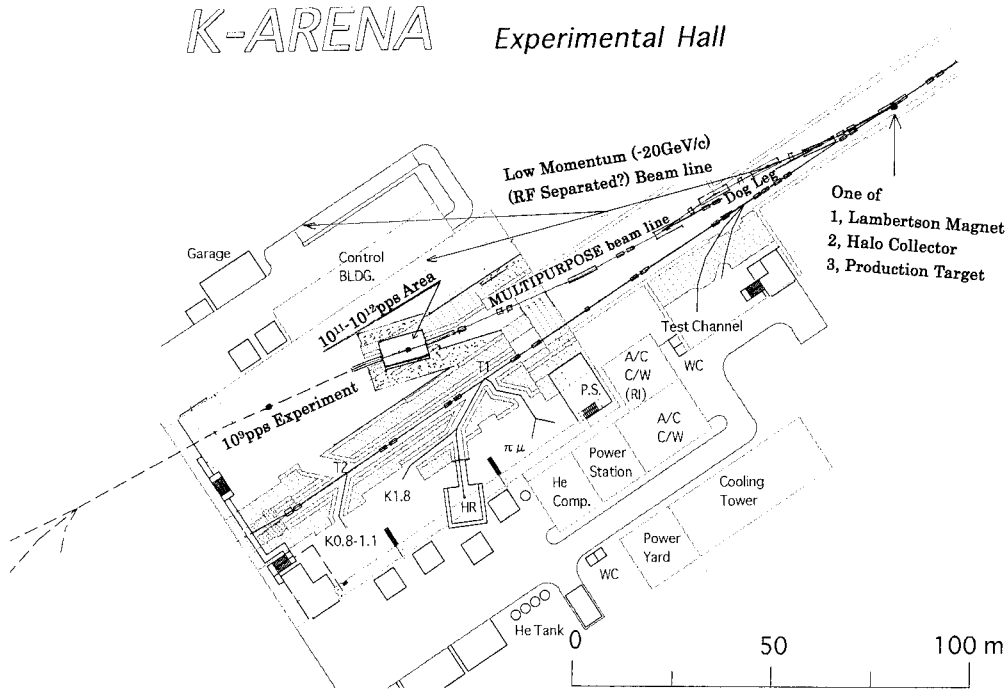 K-ARENA Experimental Hall
Low Momentum (-20GeV/c)
(RF Separated?) Beam line
Dog Leg
One of
1, Lambertson Magnet
2, Halo Collector
3, Production Target
MULTIPURPOSE beam line
Garage
Control
BLDG.
10¹¹-10¹²pps Area
Test Channel
WC
A/C
C/W
(RI)
T1
P.S.
A/C
C/W
10⁹pps Experiment
π μ
Power
Station
T2
K1.8
He
Comp.
Cooling
Tower
HR
K0.8-1.1
Power
Yard
WC
He Tank
0 50 100 m